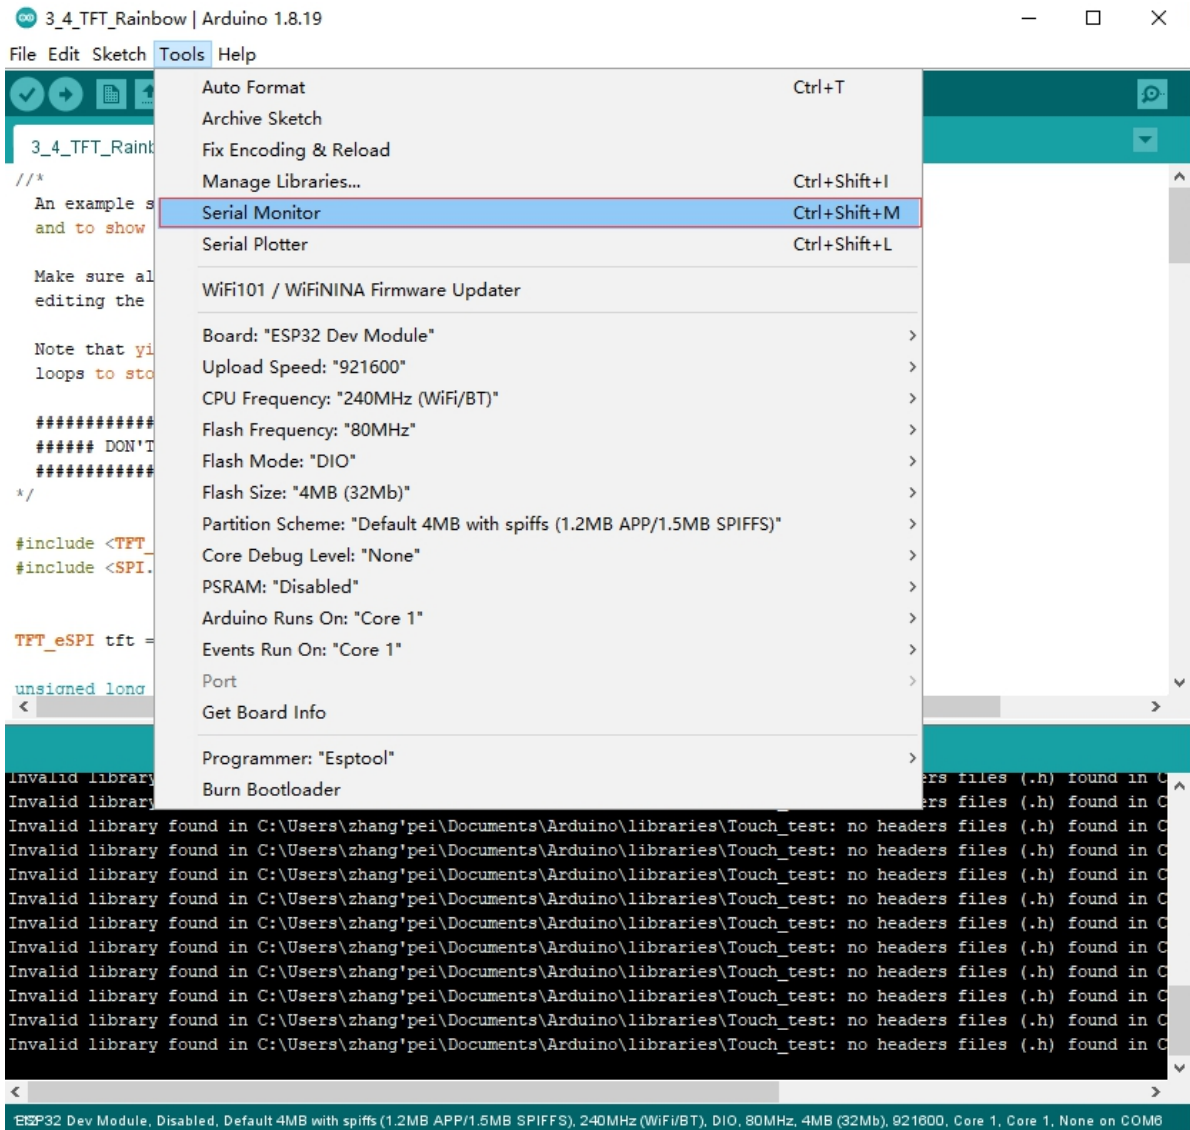 3_4_TFT_Rainbow | Arduino 1.8.19
File Edit Sketch Tools Help
Auto Format Ctrl+T
Archive Sketch
3_4_TFT_Rainb
Fix Encoding & Reload
//*
Manage Libraries... Ctrl+Shift+I
An example s
Serial Monitor Ctrl+Shift+M
and to show
Serial Plotter Ctrl+Shift+L
Make sure al
WiFi101 / WiFiNINA Firmware Updater
editing the
Board: "ESP32 Dev Module"
Note that yi
Upload Speed: "921600"
loops to sto
CPU Frequency: "240MHz (WiFi/BT)"
############
Flash Frequency: "80MHz"
###### DON'T
Flash Mode: "DIO"
############
*/
Flash Size: "4MB (32Mb)"
Partition Scheme: "Default 4MB with spiffs (1.2MB APP/1.5MB SPIFFS)"
#include <TFT_
Core Debug Level: "None"
#include <SPI.
PSRAM: "Disabled"
Arduino Runs On: "Core 1"
TFT_eSPI tft =
Events Run On: "Core 1"
Port
unsigned long
Get Board Info
Programmer: "Esptool"
Invalid library ers files (.h) found in C
Burn Bootloader
Invalid library ers files (.h) found in C
Invalid library found in C:\Users\zhang'pei\Documents\Arduino\libraries\Touch_test: no headers files (.h) found in C
Invalid library found in C:\Users\zhang'pei\Documents\Arduino\libraries\Touch_test: no headers files (.h) found in C
Invalid library found in C:\Users\zhang'pei\Documents\Arduino\libraries\Touch_test: no headers files (.h) found in C
Invalid library found in C:\Users\zhang'pei\Documents\Arduino\libraries\Touch_test: no headers files (.h) found in C
Invalid library found in C:\Users\zhang'pei\Documents\Arduino\libraries\Touch_test: no headers files (.h) found in C
Invalid library found in C:\Users\zhang'pei\Documents\Arduino\libraries\Touch_test: no headers files (.h) found in C
Invalid library found in C:\Users\zhang'pei\Documents\Arduino\libraries\Touch_test: no headers files (.h) found in C
Invalid library found in C:\Users\zhang'pei\Documents\Arduino\libraries\Touch_test: no headers files (.h) found in C
Invalid library found in C:\Users\zhang'pei\Documents\Arduino\libraries\Touch_test: no headers files (.h) found in C
Invalid library found in C:\Users\zhang'pei\Documents\Arduino\libraries\Touch_test: no headers files (.h) found in C
ESP32 Dev Module, Disabled, Default 4MB with spiffs (1.2MB APP/1.5MB SPIFFS), 240MHz (WiFi/BT), DIO, 80MHz, 4MB (32Mb), 921600, Core 1, Core 1, None on COM6